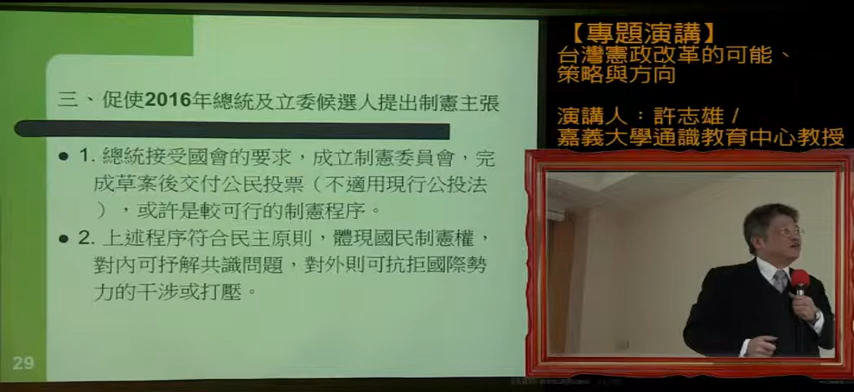 三、促使2016年總統及立委候選人提出制憲主張
● 1. 總統接受國會的要求，成立制憲委員會，完
成草案後交付公民投票（不適用現行公投法
），或許是較可行的制憲程序。
● 2. 上述程序符合民主原則，體現國民制憲權，
對內可抒解共識問題，對外則可抗拒國際勢
力的干涉或打壓。
29
【專題演講】
台灣憲政改革的可能、
策略與方向
演講人：許志雄 /
嘉義大學通識教育中心教授